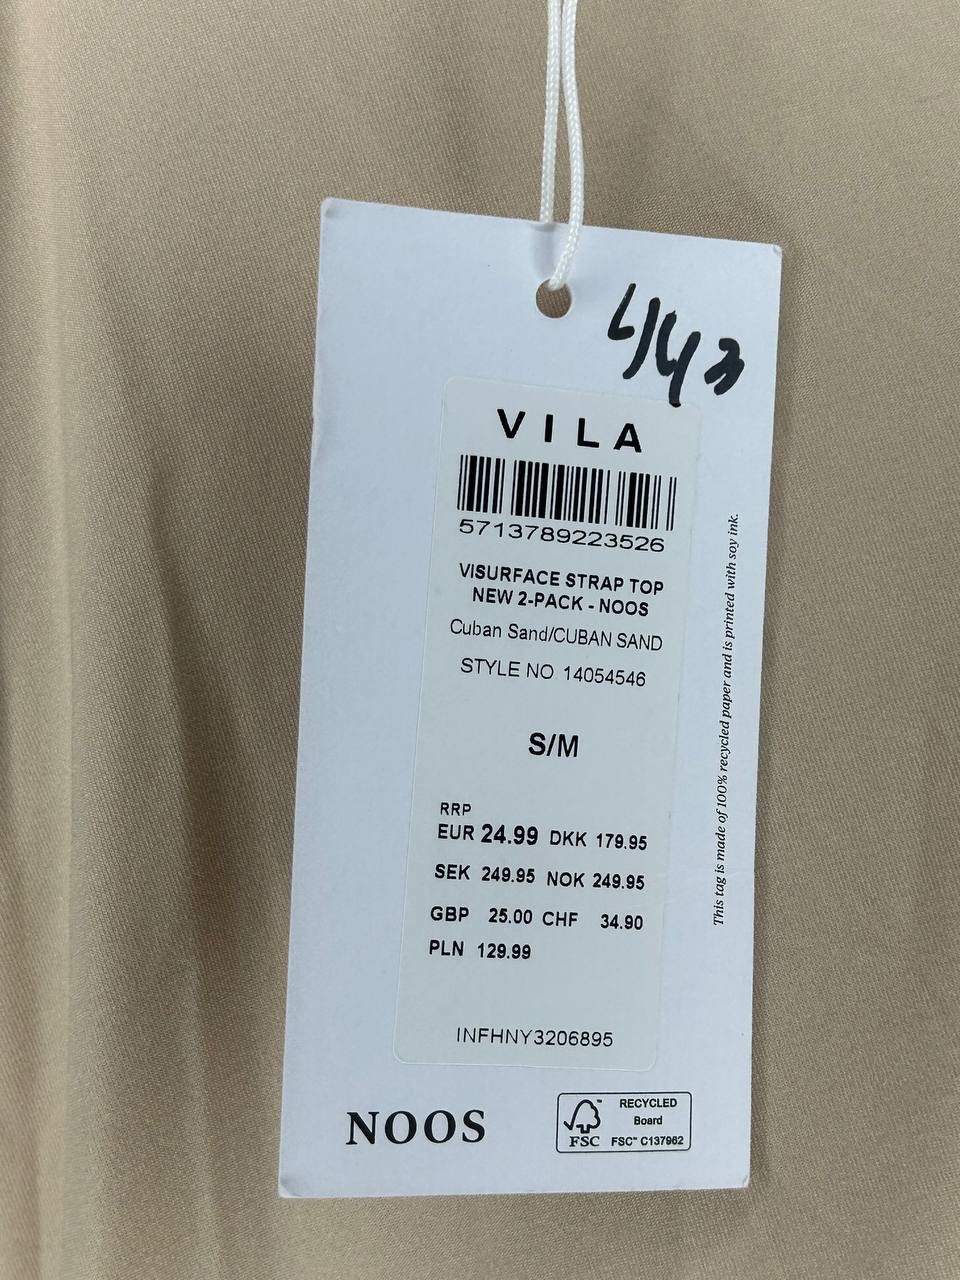 443
VILA
5713789223526
VISURFACE STRAP TOP
NEW 2-PACK - NOOS
Cuban Sand/CUBAN SAND
STYLE NO 14054546
S/M
RRP
EUR 24.99 DKK 179.95
SEK 249.95 NOK 249.95
GBP 25.00 CHF 34.90
PLN 129.99
INFHNY3206895
This tag is made of 100% recycled paper and is printed with soy ink.
NOOS
FSC™
RECYCLED
Board
FSC™ C137962